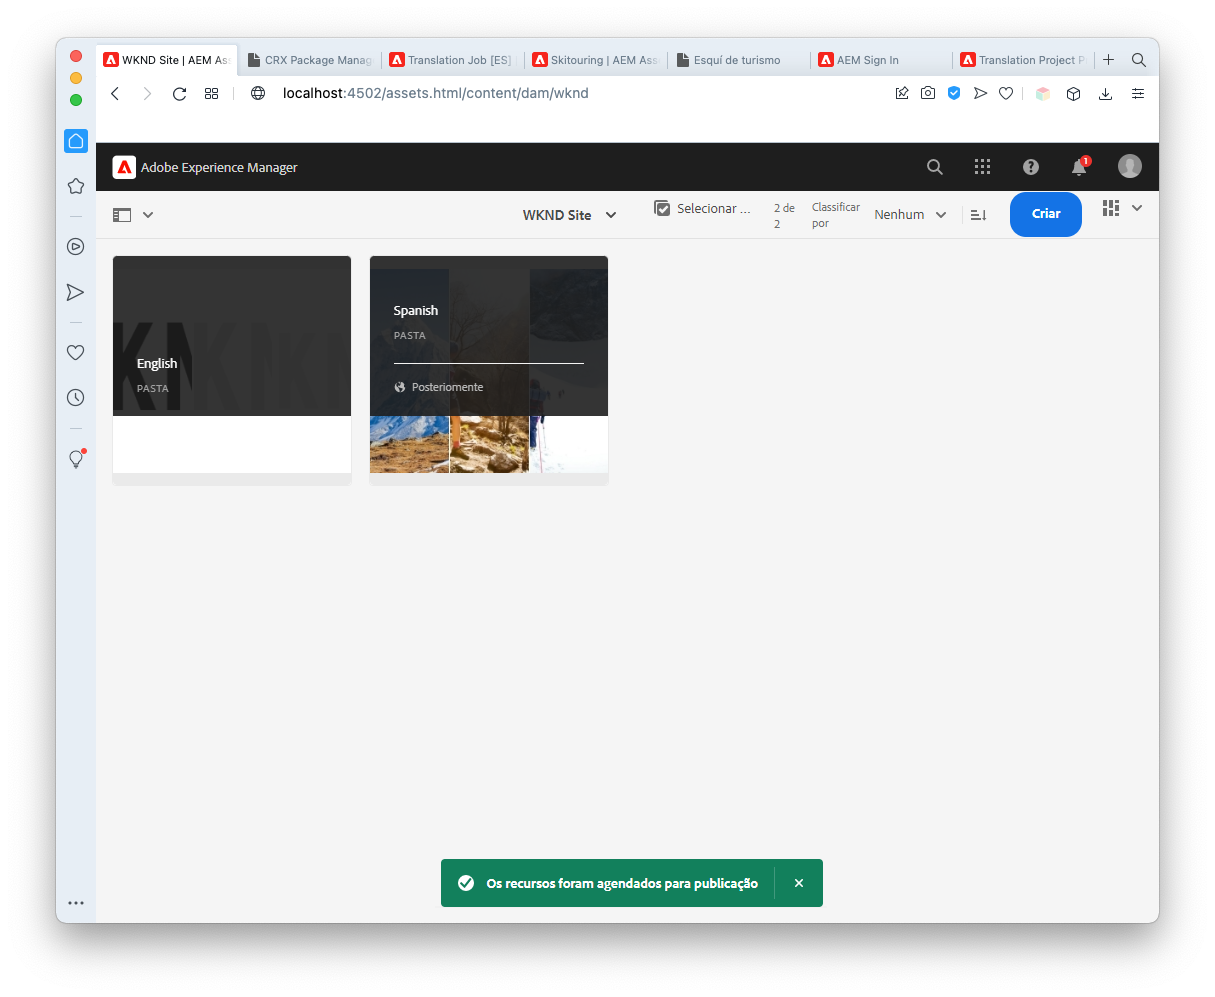 WKND Site | AEM Ass
CRX Package Manag
Translation Job [ES]
Skitouring | AEM Ass
Esquí de turismo
AEM Sign In
Translation Project P
localhost:4502/assets.html/content/dam/wknd
Adobe Experience Manager
1
WKND Site
Selecionar ...
2 de
2
Classificar
por
Nenhum
Criar
English
PASTA
Spanish
PASTA
Posteriomente
Os recursos foram agendados para publicação